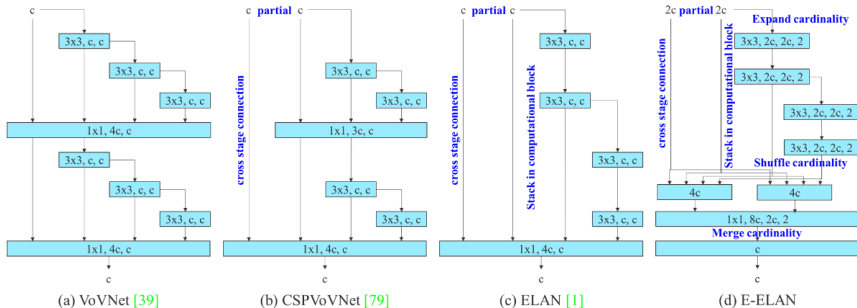 c
3x3, c, c
3x3, c, c
3x3, c, c
1x1, 4c, c
3x3, c, c
3x3, c, c
3x3, c, c
1x1, 4c, c
c
(a) VoVNet [39]
c partial c
cross stage connection
3x3, c, c
3x3, c, c
1x1, 3c, c
3x3, c, c
3x3, c, c
1x1, 4c, c
c
(b) CSPVoVNet [79]
c partial c
cross stage connection
Stack in computational block
3x3, c, c
3x3, c, c
3x3, c, c
3x3, c, c
1x1, 4c, c
c
(c) ELAN [1]
2c partial 2c
Expand cardinality
cross stage connection
Stack in computational block
3x3, 2c, 2c, 2
3x3, 2c, 2c, 2
3x3, 2c, 2c, 2
3x3, 2c, 2c, 2
Shuffle cardinality
4c 4c
1x1, 8c, 2c, 2
Merge cardinality
c
c
(d) E-ELAN